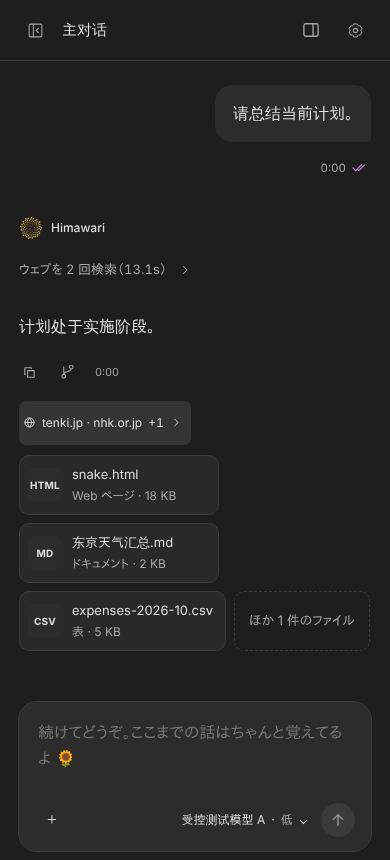 主对话
请总结当前计划。
0:00
Himawari
ウェブを 2 回検索（13.1s）
计划处于实施阶段。
0:00
tenki.jp · nhk.or.jp +1
HTML
snake.html
Web ページ · 18 KB
MD
东京天气汇总.md
ドキュメント · 2 KB
CSV
expenses-2026-10.csv
表 · 5 KB
ほか 1 件のファイル
続けてどうぞ。ここまでの話はちゃんと覚えてる
よ 🌻
受控测试模型 A · 低